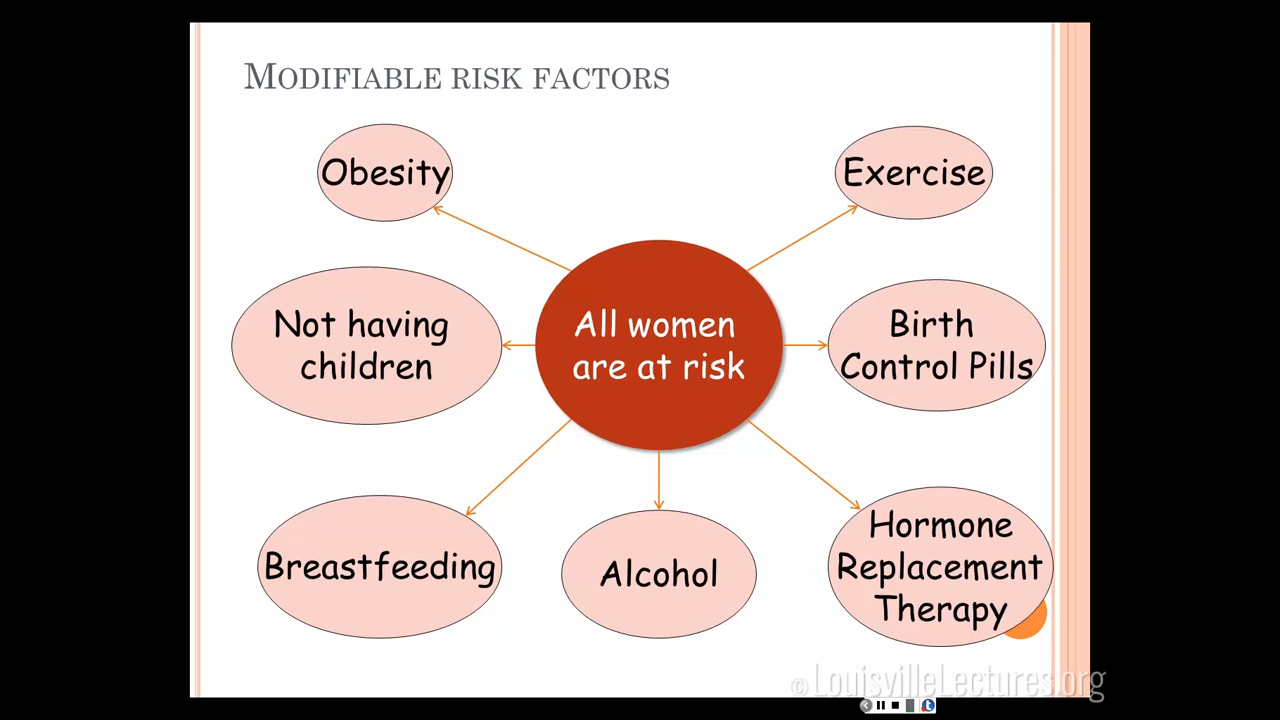 MODIFIABLE RISK FACTORS
Obesity
Exercise
Not having
children
All women
are at risk
Birth
Control Pills
Breastfeeding
Alcohol
Hormone
Replacement
Therapy
© LouisvilleLectures.org